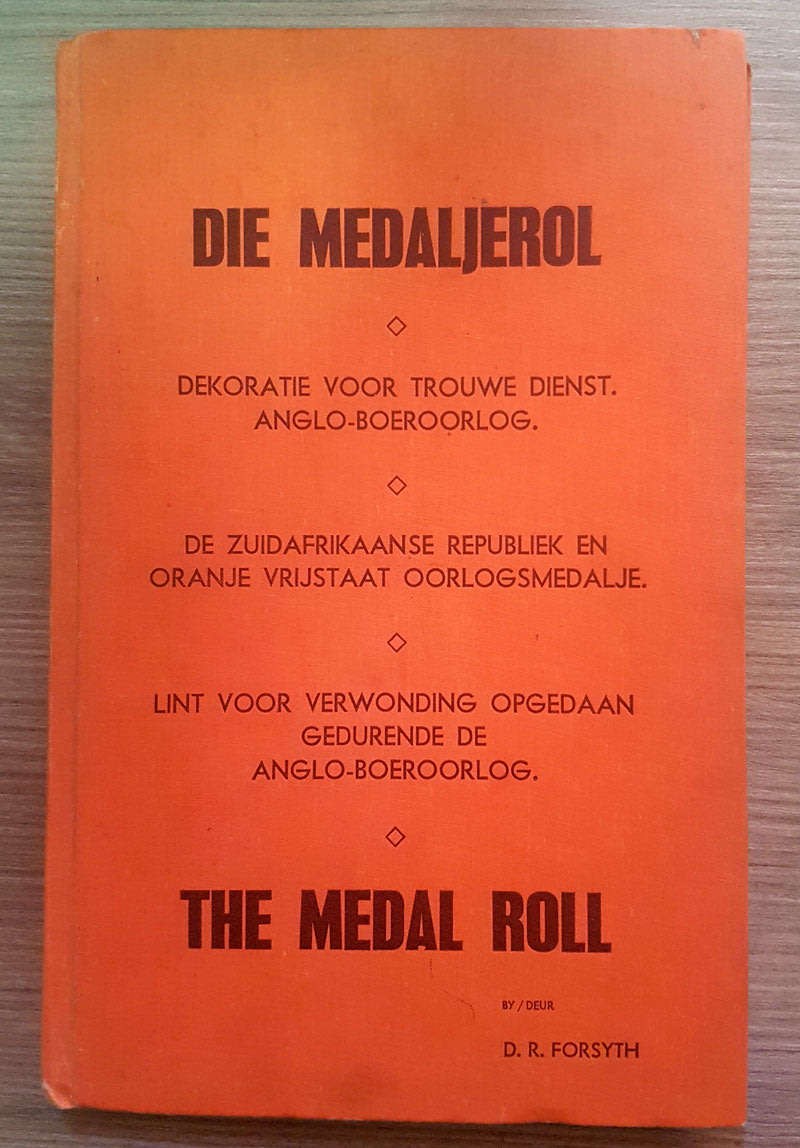 DIE MEDALJEROL
DEKORATIE VOOR TROUWE DIENST.
ANGLO-BOEROORLOG.
DE ZUIDAFRIKAANSE REPUBLIEK EN
ORANJE VRIJSTAAT OORLOGSMEDALJE.
LINT VOOR VERWONDING OPGEDAAN
GEDURENDE DE
ANGLO-BOEROORLOG.
THE MEDAL ROLL
BY / DEUR
D. R. FORSYTH